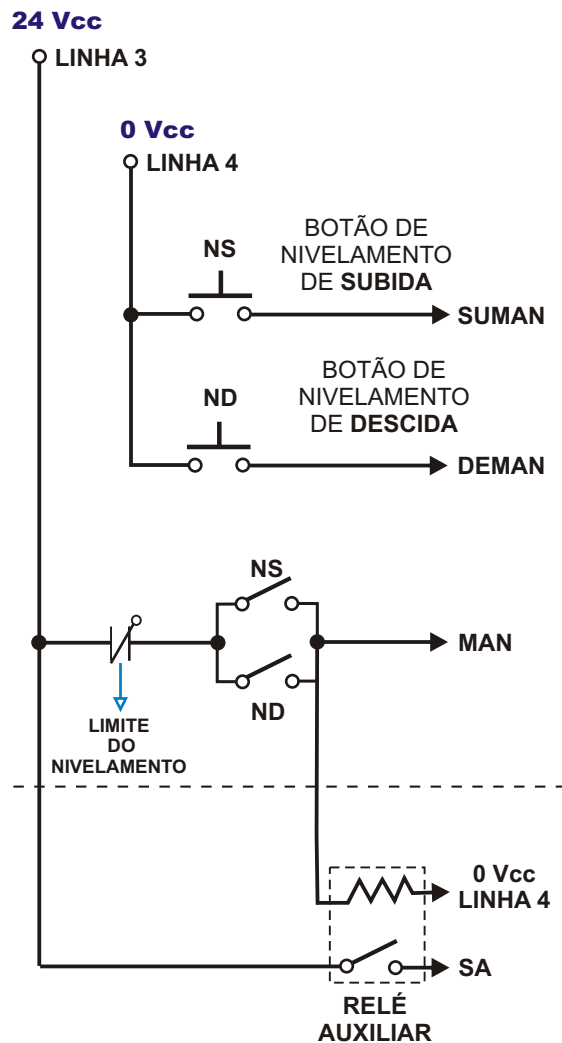 24 Vcc
LINHA 3
0 Vcc
LINHA 4
BOTÃO DE
NIVELAMENTO
DE SUBIDA
NS
SUMAN
BOTÃO DE
NIVELAMENTO
DE DESCIDA
ND
DEMAN
NS
MAN
ND
LIMITE
DO
NIVELAMENTO
0 Vcc
LINHA 4
SA
RELÉ
AUXILIAR